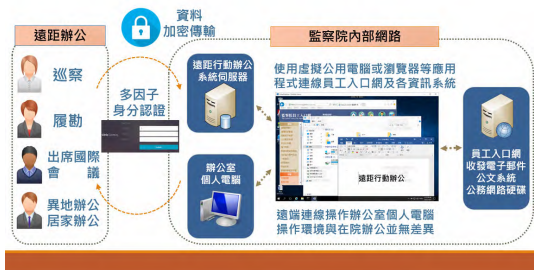 資料
加密傳輸
遠距辦公
監察院內部網路
巡察
履勘
出席國際
會議
異地辦公
居家辦公
多因子
身分認證
遠距行動辦公
系統伺服器
辦公室
個人電腦
使用虛擬公用電腦或瀏覽器等應用
程式連線員工入口網及各資訊系統
遠距行動辦公
遠端連線操作辦公室個人電腦
操作環境與在院辦公並無差異
員工入口網
收發電子郵件
公文系統
公務網路硬碟